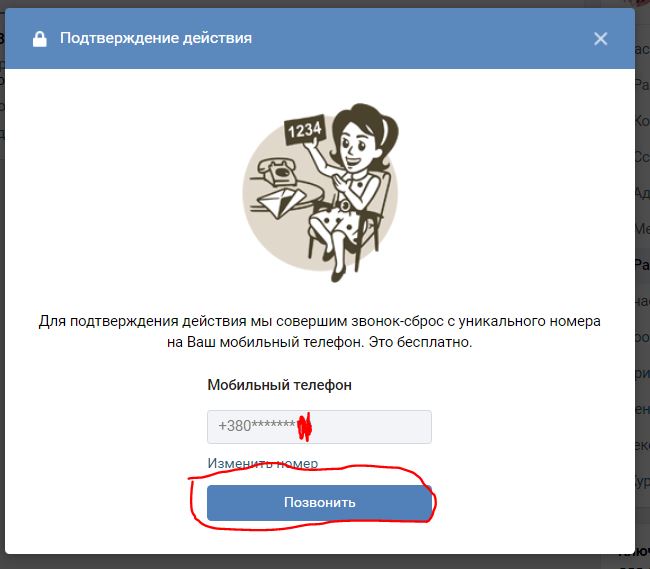 Подтверждение действия
1234
Для подтверждения действия мы совершим звонок-сброс с уникального номера
на Ваш мобильный телефон. Это бесплатно.
Мобильный телефон
+380*******
Изменить номер
Позвонить